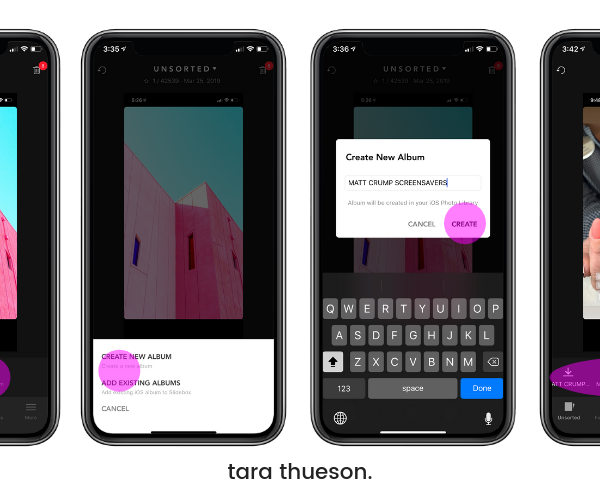 3:35
UNSORTED
1 / 42539 · Mar 25, 2019
3:26
CREATE NEW ALBUM
Create a new album
ADD EXISTING ALBUMS
Add existing iOS album to Slidebox
CANCEL
3:36
UNSORTED
1 / 42539 · Mar 25, 2019
Create New Album
MATT CRUMP SCREENSAVERS
Album will be created in your iOS Photo Library
CANCEL
CREATE
Q W E R T Y U I O P
A S D F G H J K L
Z X C V B N M
123
space
Done
3:42
ATT CRUMP...
Unsorted
More
tara thueson.